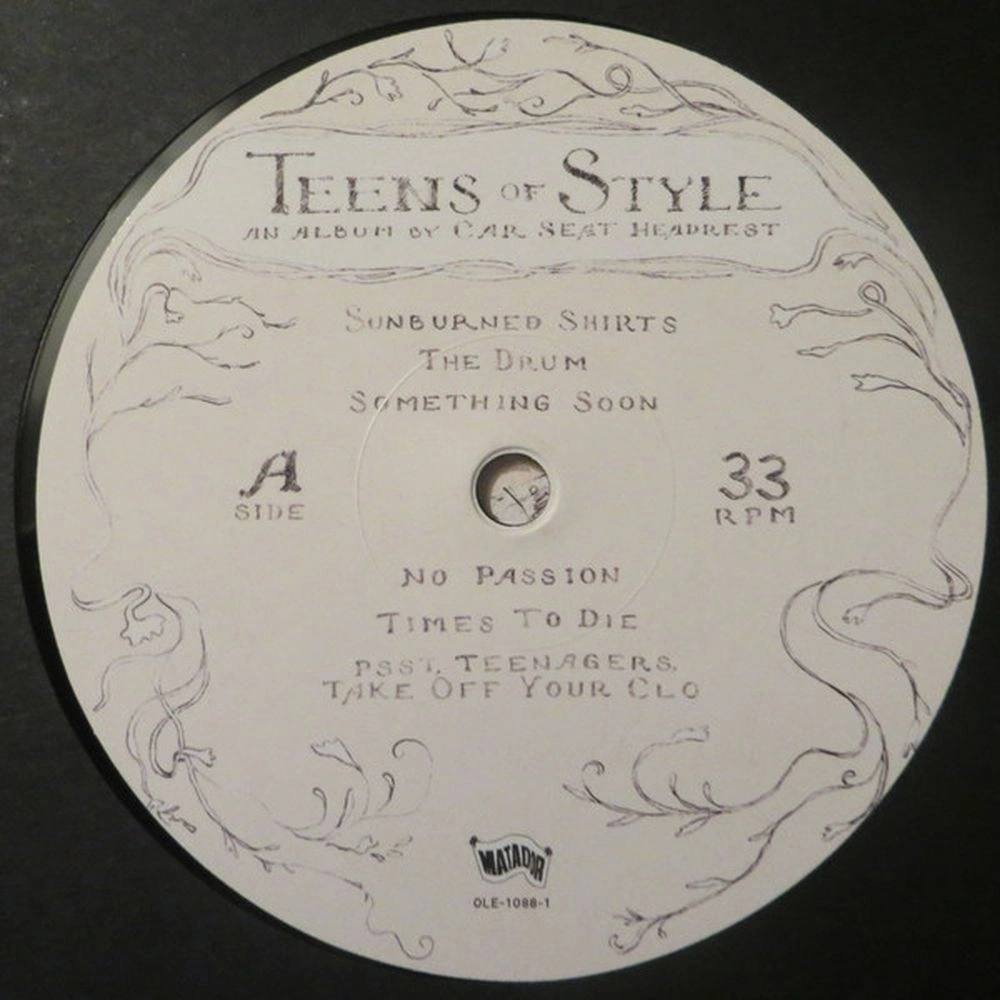 TEENS OF STYLE
AN ALBUM BY CAR SEAT HEADREST
SUNBURNED SHIRTS
THE DRUM
SOMETHING SOON
A
SIDE
33
RPM
NO PASSION
TIMES TO DIE
PSST, TEENAGERS,
TAKE OFF YOUR CLO
MATADOR
OLE-1088-1